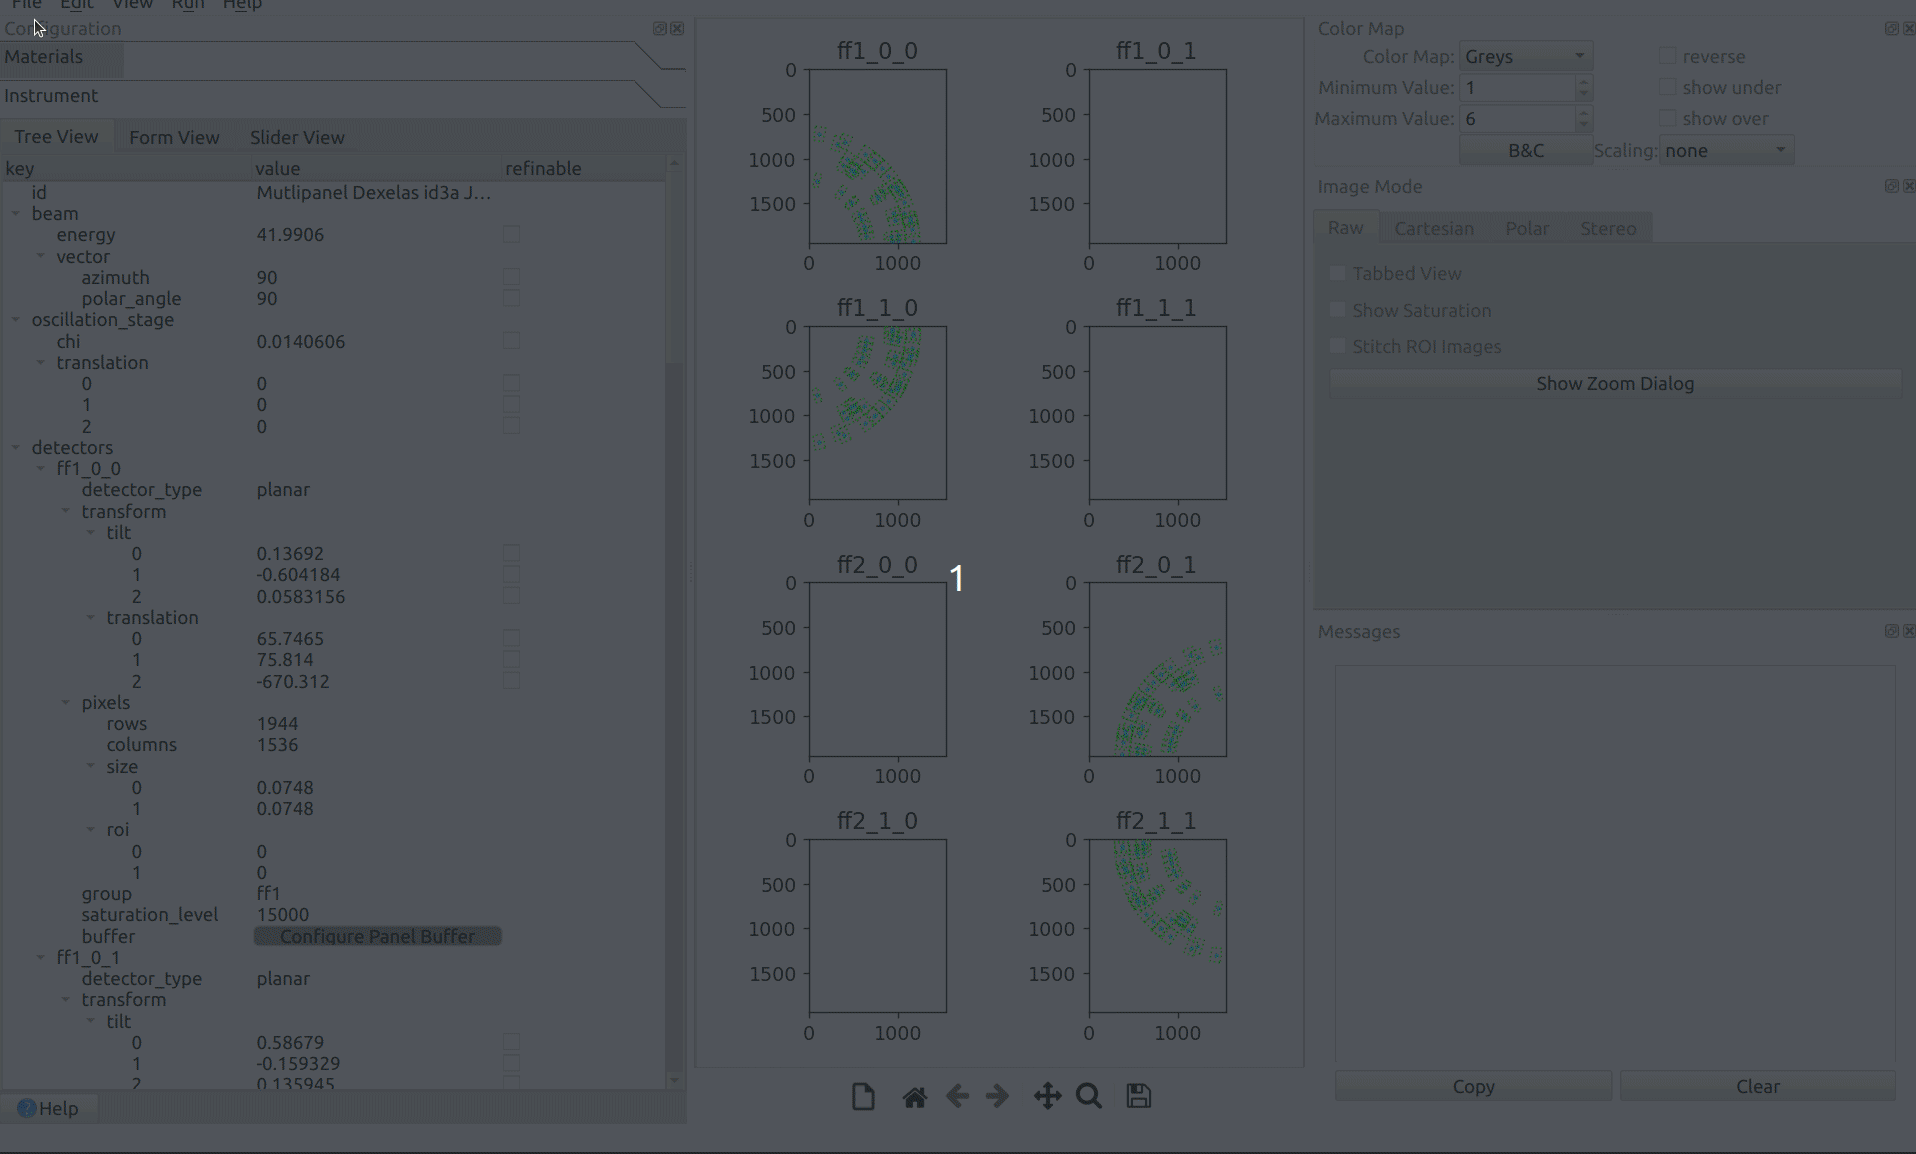 File Edit View Run Help
Configuration
Materials
Instrument
Tree View Form View Slider View
key value refinable
id Mutlipanel Dexelas id3a J...
beam
energy 41.9906
vector
azimuth 90
polar_angle 90
oscillation_stage
chi 0.0140606
translation
0 0
1 0
2 0
detectors
ff1_0_0
detector_type planar
transform
tilt
0 0.13692
1 -0.604184
2 0.0583156
translation
0 65.7465
1 75.814
2 -670.312
pixels
rows 1944
columns 1536
size
0 0.0748
1 0.0748
roi
0 0
1 0
group ff1
saturation_level 15000
buffer Configure Panel Buffer
ff1_0_1
detector_type planar
transform
tilt
0 0.58679
1 -0.159329
2 0.135945
Help
ff1_0_0
0
500
1000
1500
0 1000
ff1_0_1
0
500
1000
1500
0 1000
ff1_1_0
0
500
1000
1500
0 1000
ff1_1_1
0
500
1000
1500
0 1000
ff2_0_0
0
500
1000
1500
0 1000
1
ff2_0_1
0
500
1000
1500
0 1000
ff2_1_0
0
500
1000
1500
0 1000
ff2_1_1
0
500
1000
1500
0 1000
Color Map
Color Map: Greys reverse
Minimum Value: 1 show under
Maximum Value: 6 show over
B&C Scaling: none
Image Mode
Raw Cartesian Polar Stereo
Tabbed View
Show Saturation
Stitch ROI Images
Show Zoom Dialog
Messages
Copy Clear